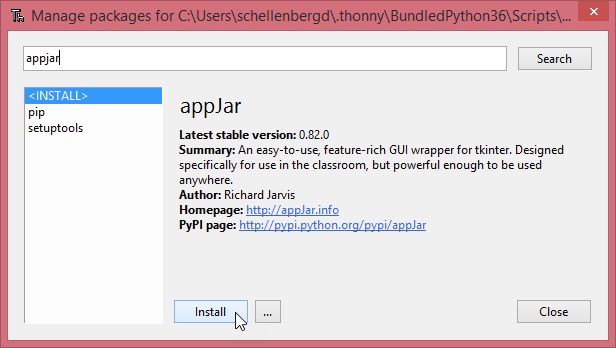 Manage packages for C:\Users\schellenbergd\.thonny\BundledPython36\Scripts\...
appjar
Search
<INSTALL>
pip
setuptools
appJar
Latest stable version: 0.82.0
Summary: An easy-to-use, feature-rich GUI wrapper for tkinter. Designed
specifically for use in the classroom, but powerful enough to be used
anywhere.
Author: Richard Jarvis
Homepage: http://appJar.info
PyPI page: http://pypi.python.org/pypi/appJar
Install
...
Close